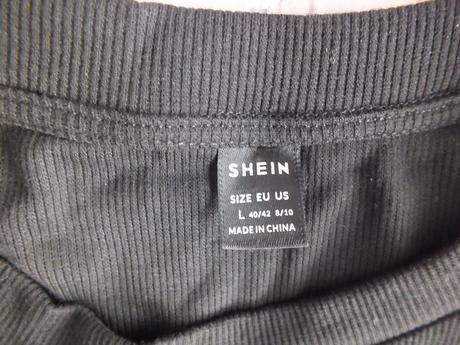 SHEIN
SIZE EU US
L 40/42 8/10
MADE IN CHINA